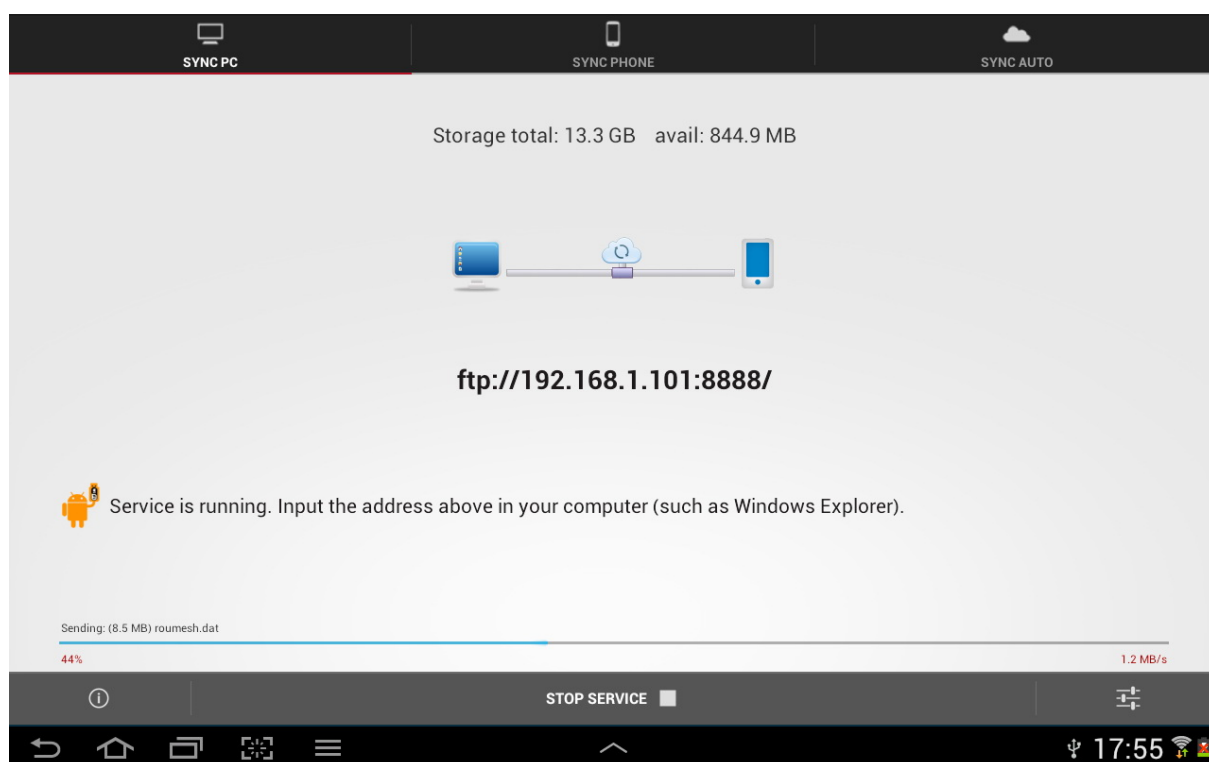 SYNC PC
SYNC PHONE
SYNC AUTO
Storage total: 13.3 GB avail: 844.9 MB
ftp://192.168.1.101:8888/
Service is running. Input the address above in your computer (such as Windows Explorer).
Sending: (8.5 MB) roumesh.dat
44%
1.2 MB/s
STOP SERVICE
17:55